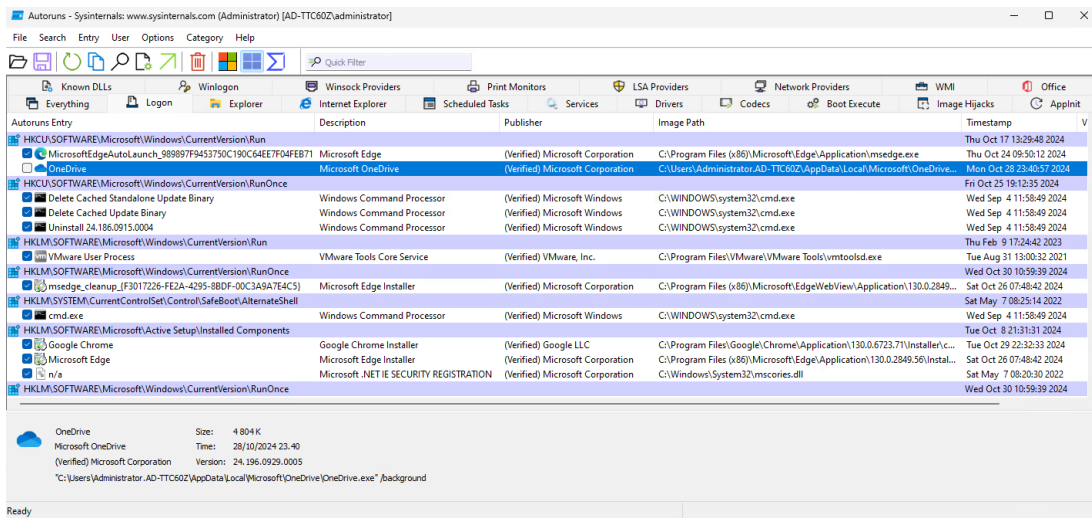 Autoruns - Sysinternals: www.sysinternals.com (Administrator) [AD-TTC60Z\administrator]
File Search Entry User Options Category Help
Quick Filter
Known DLLs Winlogon Winsock Providers Print Monitors LSA Providers Network Providers WMI Office
Everything Logon Explorer Internet Explorer Scheduled Tasks Services Drivers Codecs Boot Execute Image Hijacks AppInit
Autoruns Entry Description Publisher Image Path Timestamp V
HKCU\SOFTWARE\Microsoft\Windows\CurrentVersion\Run Thu Oct 17 13:29:48 2024
MicrosoftEdgeAutoLaunch_989897F9453750C190C64EE7F04FEB71 Microsoft Edge (Verified) Microsoft Corporation C:\Program Files (x86)\Microsoft\Edge\Application\msedge.exe Thu Oct 24 09:50:12 2024
OneDrive Microsoft OneDrive (Verified) Microsoft Corporation C:\Users\Administrator.AD-TTC60Z\AppData\Local\Microsoft\OneDrive... Mon Oct 28 23:40:57 2024
HKCU\SOFTWARE\Microsoft\Windows\CurrentVersion\RunOnce Fri Oct 25 19:12:35 2024
Delete Cached Standalone Update Binary Windows Command Processor (Verified) Microsoft Windows C:\WINDOWS\system32\cmd.exe Wed Sep 4 11:58:49 2024
Delete Cached Update Binary Windows Command Processor (Verified) Microsoft Windows C:\WINDOWS\system32\cmd.exe Wed Sep 4 11:58:49 2024
Uninstall 24.186.0915.0004 Windows Command Processor (Verified) Microsoft Windows C:\WINDOWS\system32\cmd.exe Wed Sep 4 11:58:49 2024
HKLM\SOFTWARE\Microsoft\Windows\CurrentVersion\Run Thu Feb 9 17:24:42 2023
VMware User Process VMware Tools Core Service (Verified) VMware, Inc. C:\Program Files\VMware\VMware Tools\vmtoolsd.exe Tue Aug 31 13:00:32 2021
HKLM\SOFTWARE\Microsoft\Windows\CurrentVersion\RunOnce Wed Oct 30 10:59:39 2024
msedge_cleanup_{F3017226-FE2A-4295-8BDF-00C3A9A7E4C5} Microsoft Edge Installer (Verified) Microsoft Corporation C:\Program Files (x86)\Microsoft\EdgeWebView\Application\130.0.2849... Sat Oct 26 07:48:42 2024
HKLM\SYSTEM\CurrentControlSet\Control\SafeBoot\AlternateShell Sat May 7 08:25:14 2022
cmd.exe Windows Command Processor (Verified) Microsoft Windows C:\WINDOWS\system32\cmd.exe Wed Sep 4 11:58:49 2024
HKLM\SOFTWARE\Microsoft\Active Setup\Installed Components Tue Oct 8 21:31:31 2024
Google Chrome Google Chrome Installer (Verified) Google LLC C:\Program Files\Google\Chrome\Application\130.0.6723.71\Installer\c... Tue Oct 29 22:32:33 2024
Microsoft Edge Microsoft Edge Installer (Verified) Microsoft Corporation C:\Program Files (x86)\Microsoft\Edge\Application\130.0.2849.56\Instal... Sat Oct 26 07:48:42 2024
n/a Microsoft .NET IE SECURITY REGISTRATION (Verified) Microsoft Corporation C:\Windows\System32\mscories.dll Sat May 7 08:20:30 2022
HKLM\SOFTWARE\Microsoft\Windows\CurrentVersion\RunOnce Wed Oct 30 10:59:39 2024
OneDrive Size: 4 804 K
Microsoft OneDrive Time: 28/10/2024 23.40
(Verified) Microsoft Corporation Version: 24.196.0929.0005
"C:\Users\Administrator.AD-TTC60Z\AppData\Local\Microsoft\OneDrive\OneDrive.exe" /background
Ready